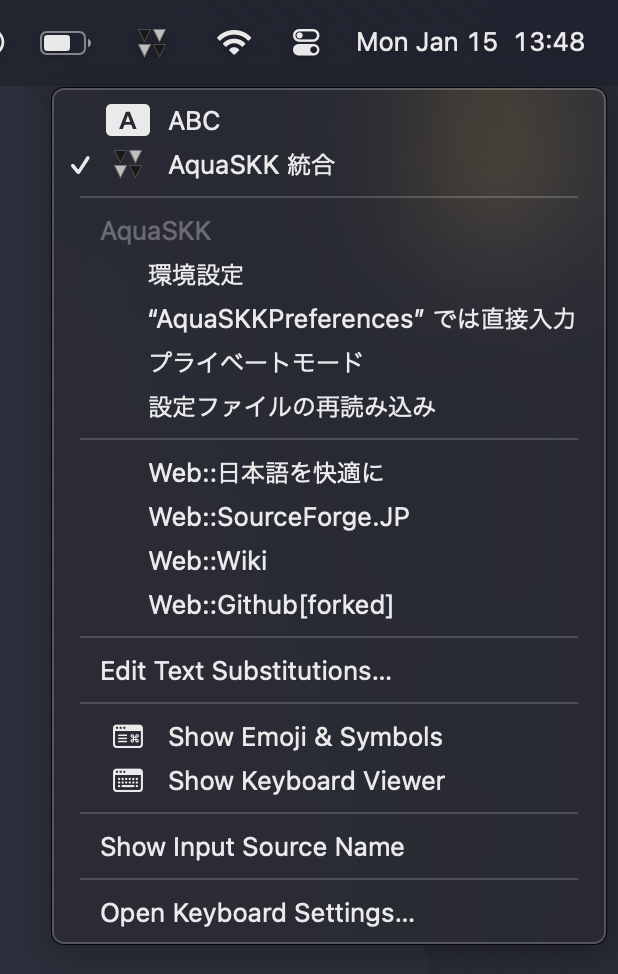 Mon Jan 15 13:48
A ABC
AquaSKK 統合
AquaSKK
環境設定
“AquaSKKPreferences” では直接入力
プライベートモード
設定ファイルの再読み込み
Web::日本語を快適に
Web::SourceForge.JP
Web::Wiki
Web::Github[forked]
Edit Text Substitutions...
Show Emoji & Symbols
Show Keyboard Viewer
Show Input Source Name
Open Keyboard Settings...